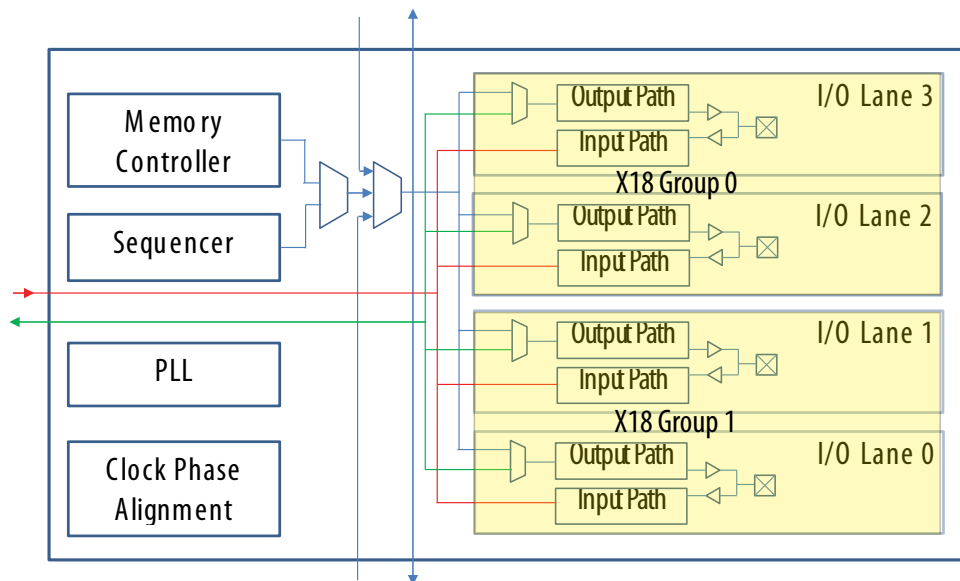 Memory
Controller
Sequencer
PLL
Clock Phase
Alignment
Output Path
I/O Lane 3
Input Path
X18 Group 0
Output Path
I/O Lane 2
Input Path
Output Path
I/O Lane 1
Input Path
X18 Group 1
Output Path
I/O Lane 0
Input Path